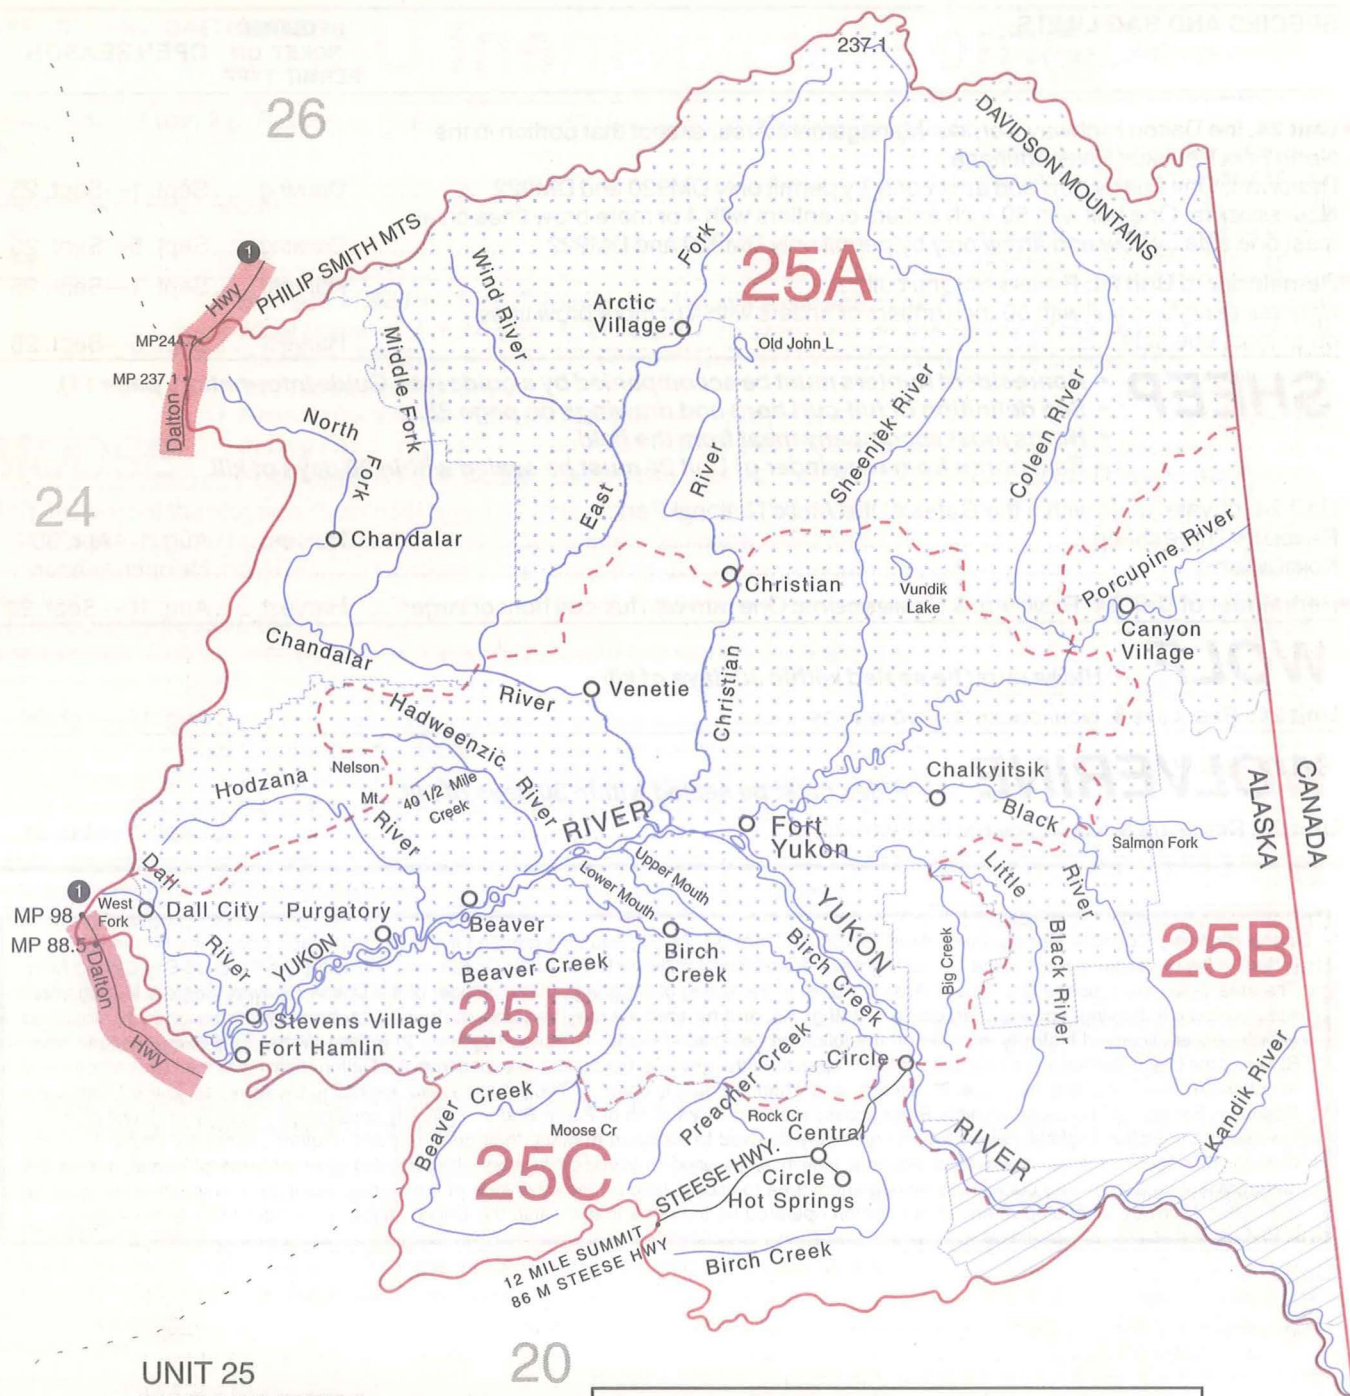 237.1
26
DAVIDSON MOUNTAINS
1
PHILIP SMITH MTS
Hwy
Dalton
MP244.7
MP 237.1
Wind River
Middle Fork
North Fork
East Fork
25A
Arctic
Village
Old John L
River
Sheenjek River
Coleen River
24
Chandalar
Christian
Vundik
Lake
Porcupine River
Canyon
Village
Chandalar River
Venetie
Christian
Hadweenzic River
Nelson
Mt.
Hodzana River
40 1/2 Mile
Creek
RIVER
Fort
Yukon
Chalkyitsik
Black River
Salmon Fork
ALASKA
CANADA
Upper Mouth
Lower Mouth
Little Black River
Dall River
West
Fork
1
MP 98
MP 88.5
Dalton Hwy
Dall City
Purgatory
Beaver
Birch
Creek
YUKON
YUKON
Beaver Creek
Birch Creek
Big Creek
25B
25D
Stevens Village
Fort Hamlin
Circle
Beaver Creek
Moose Cr
Preacher Creek
Rock Cr
Central
RIVER
Kandik River
25C
STEESE HWY.
Circle
Hot Springs
12 MILE SUMMIT
86 M STEESE HWY
Birch Creek
UNIT 25
20